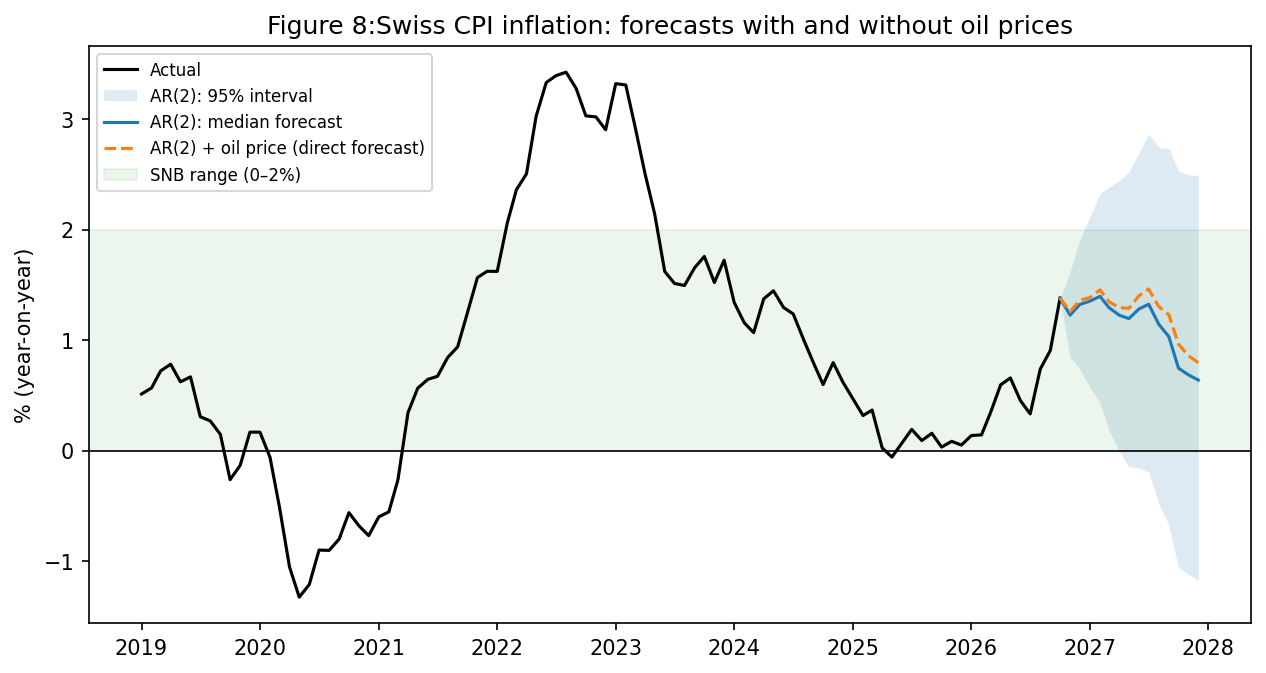 Figure 8:Swiss CPI inflation: forecasts with and without oil prices
Actual
AR(2): 95% interval
AR(2): median forecast
AR(2) + oil price (direct forecast)
SNB range (0–2%)
% (year-on-year)
3
2
1
0
−1
2019 2020 2021 2022 2023 2024 2025 2026 2027 2028